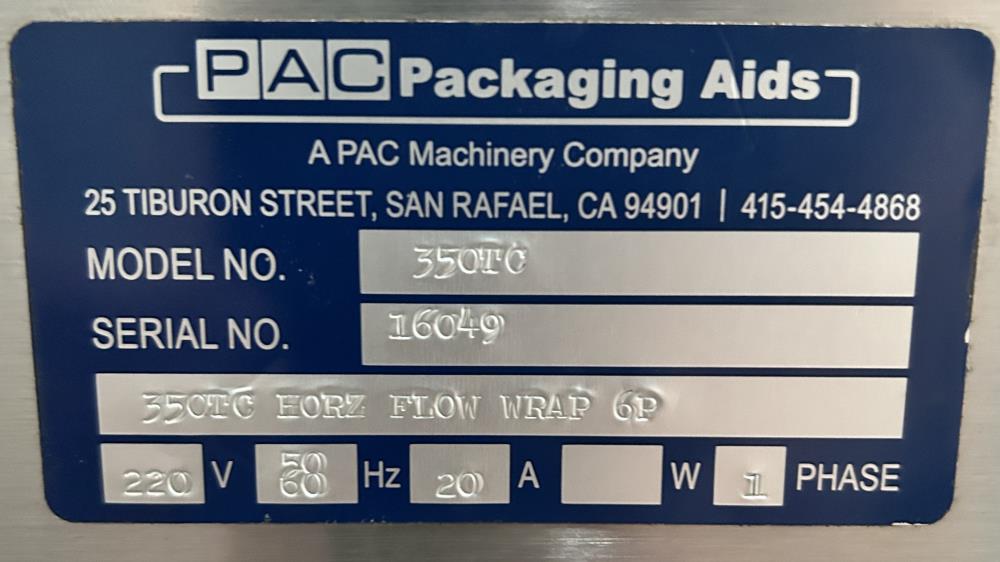 PAC Packaging Aids
A PAC Machinery Company
25 TIBURON STREET, SAN RAFAEL, CA 94901 | 415-454-4868
MODEL NO. 350TC
SERIAL NO. 16049
350TC HORZ FLOW WRAP 6P
220 V 50 60 Hz 20 A W 1 PHASE